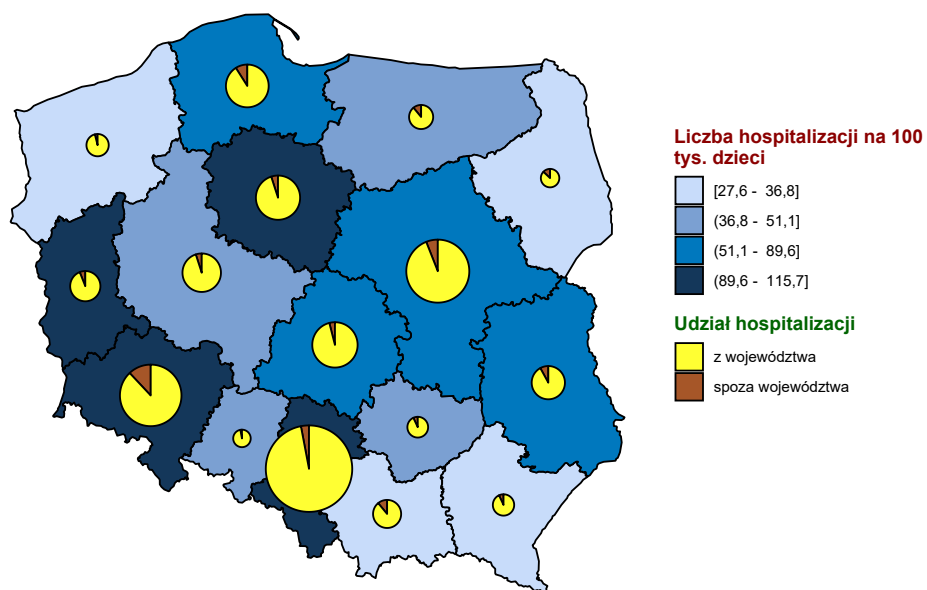 Liczba hospitalizacji na 100
tys. dzieci
[27,6 - 36,8]
(36,8 - 51,1]
(51,1 - 89,6]
(89,6 - 115,7]
Udział hospitalizacji
z województwa
spoza województwa